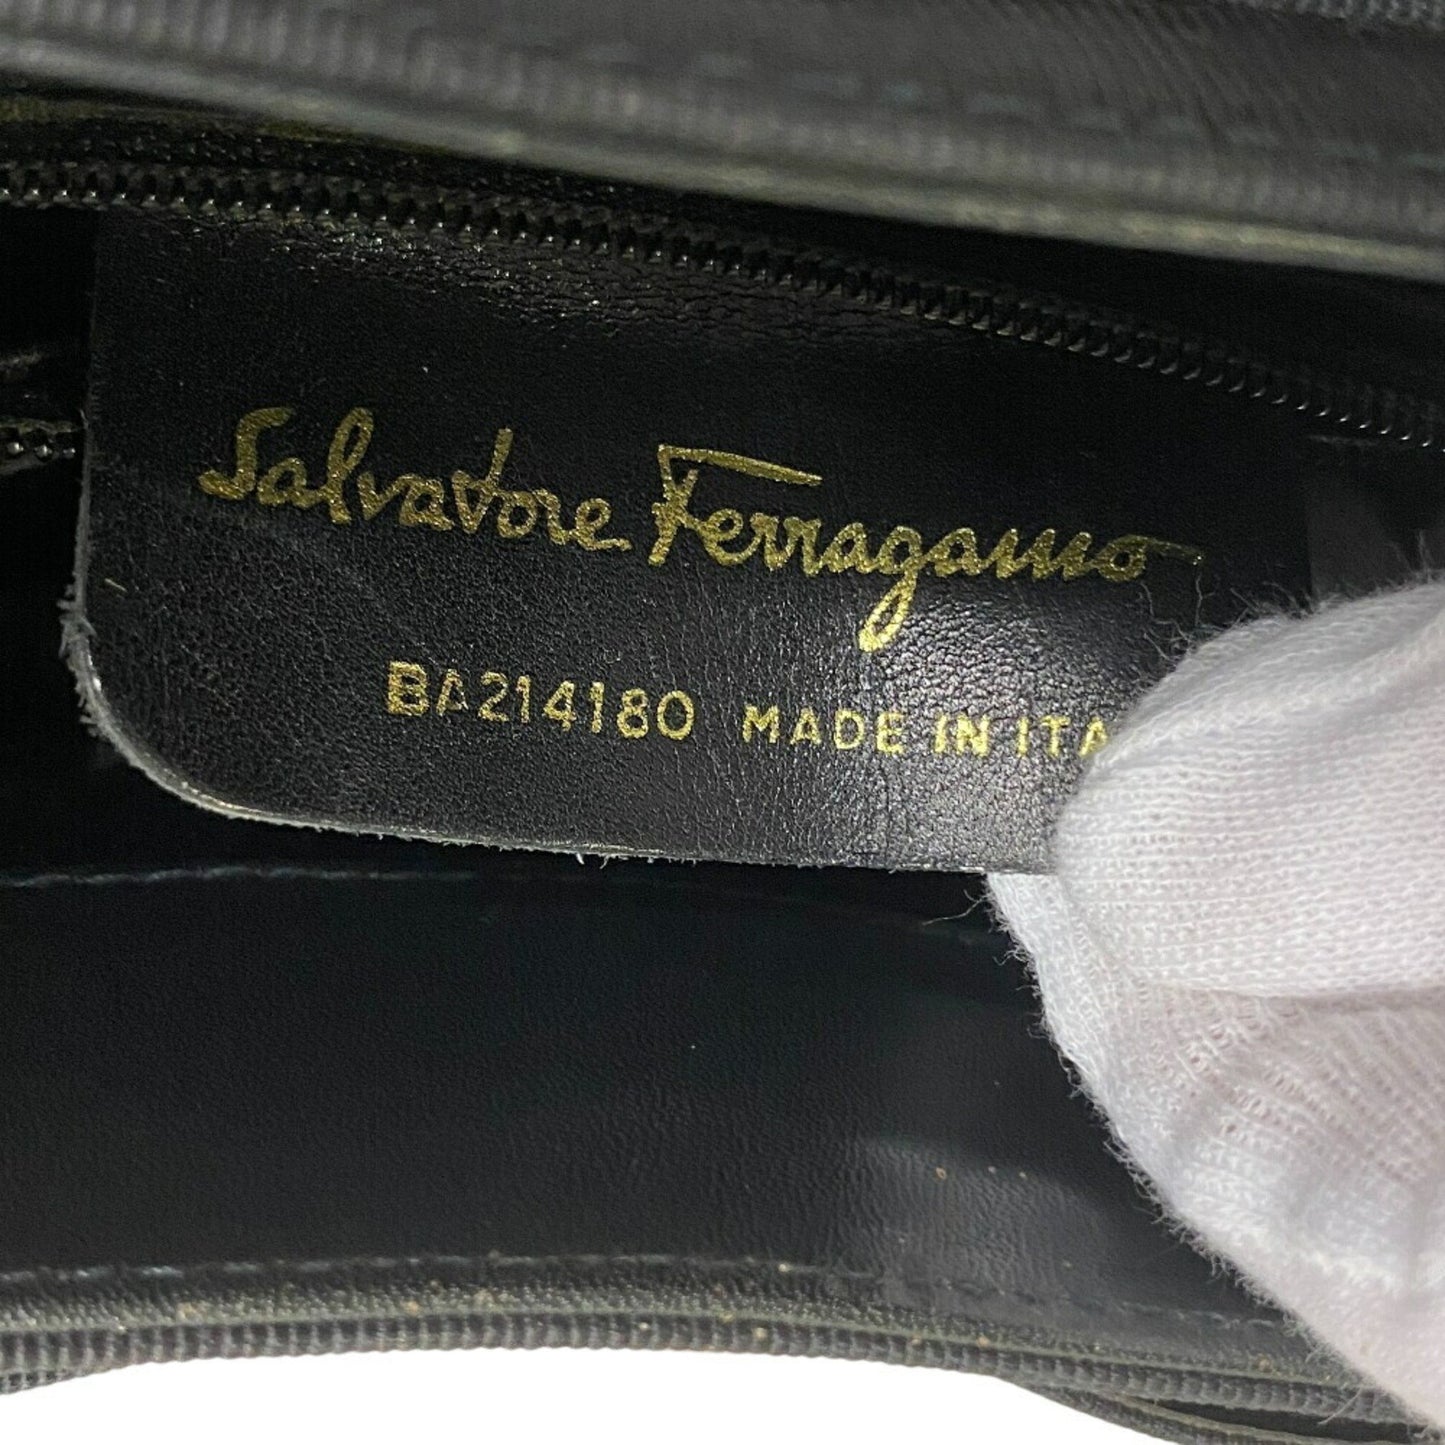 Salvatore Ferragamo
BA214180 MADE IN ITA